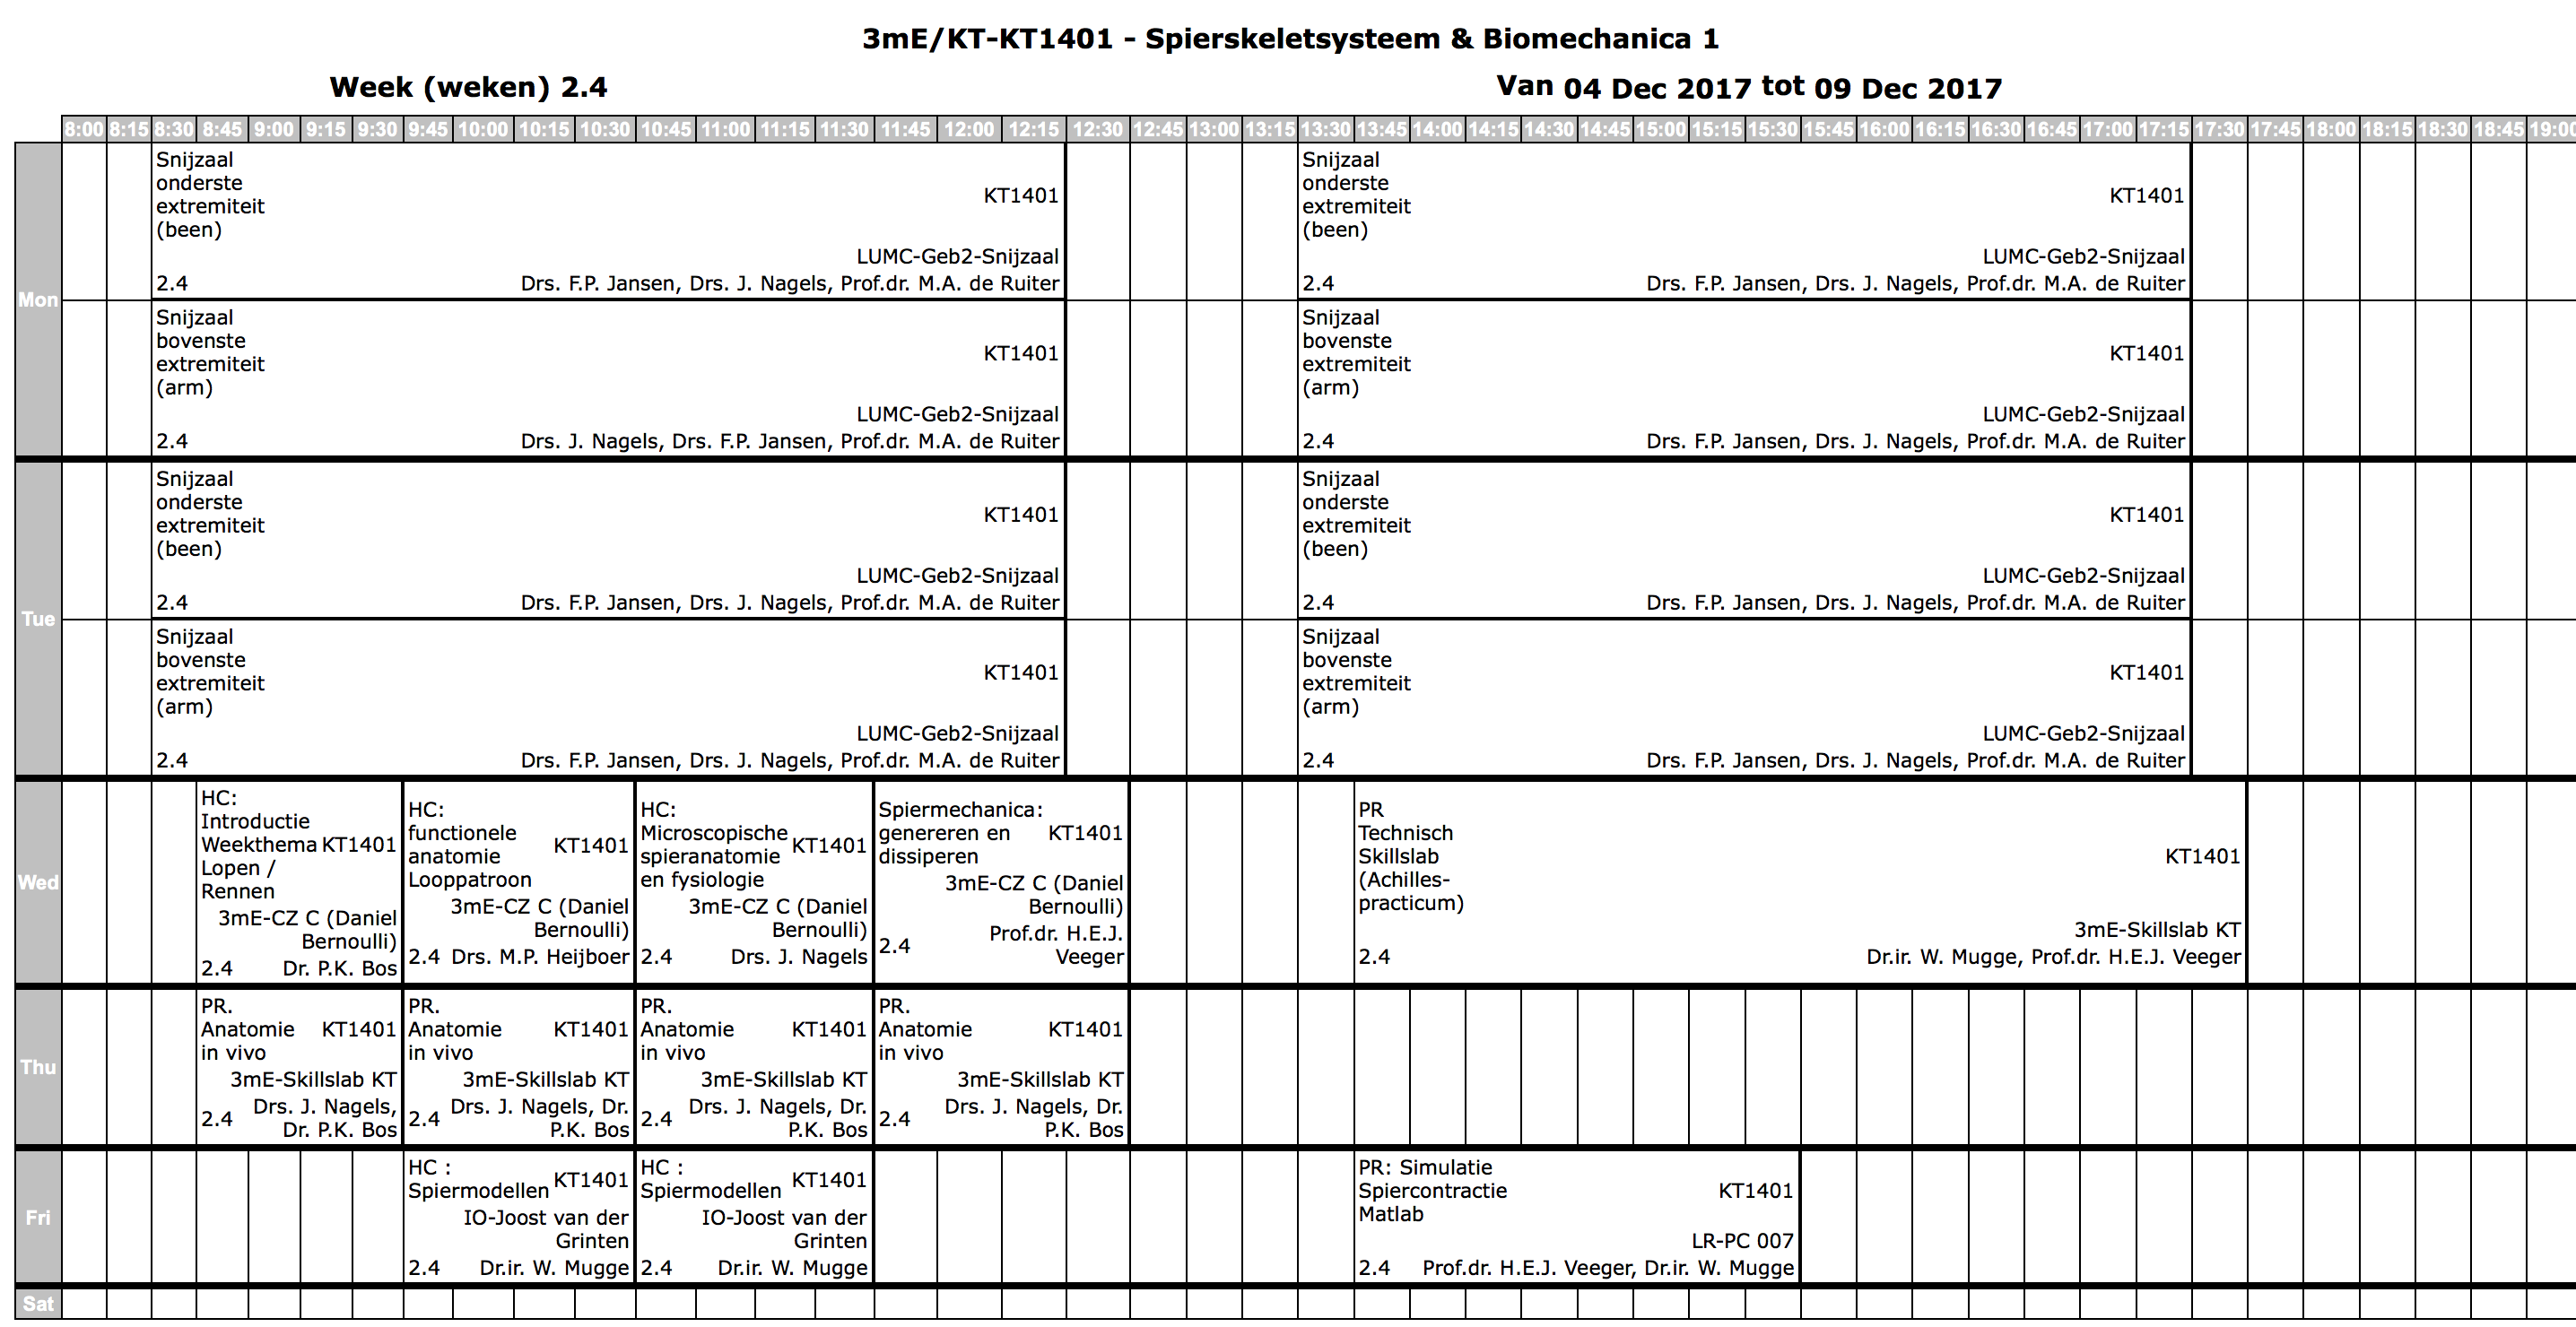 3mE/KT-KT1401 - Spierskeletsysteem & Biomechanica 1
Week (weken) 2.4
Van 04 Dec 2017 tot 09 Dec 2017
8:00 8:15 8:30 8:45 9:00 9:15 9:30 9:45 10:00 10:15 10:30 10:45 11:00 11:15 11:30 11:45 12:00 12:15 12:30 12:45 13:00 13:15 13:30 13:45 14:00 14:15 14:30 14:45 15:00 15:15 15:30 15:45 16:00 16:15 16:30 16:45 17:00 17:15 17:30 17:45 18:00 18:15 18:30 18:45 19:00
Mon
Snijzaal
onderste
extremiteit
(been)
KT1401
LUMC-Geb2-Snijzaal
2.4 Drs. F.P. Jansen, Drs. J. Nagels, Prof.dr. M.A. de Ruiter
Snijzaal
onderste
extremiteit
(been)
KT1401
LUMC-Geb2-Snijzaal
2.4 Drs. F.P. Jansen, Drs. J. Nagels, Prof.dr. M.A. de Ruiter
Snijzaal
bovenste
extremiteit
(arm)
KT1401
LUMC-Geb2-Snijzaal
2.4 Drs. J. Nagels, Drs. F.P. Jansen, Prof.dr. M.A. de Ruiter
Snijzaal
bovenste
extremiteit
(arm)
KT1401
LUMC-Geb2-Snijzaal
2.4 Drs. F.P. Jansen, Drs. J. Nagels, Prof.dr. M.A. de Ruiter
Tue
Snijzaal
onderste
extremiteit
(been)
KT1401
LUMC-Geb2-Snijzaal
2.4 Drs. F.P. Jansen, Drs. J. Nagels, Prof.dr. M.A. de Ruiter
Snijzaal
onderste
extremiteit
(been)
KT1401
LUMC-Geb2-Snijzaal
2.4 Drs. F.P. Jansen, Drs. J. Nagels, Prof.dr. M.A. de Ruiter
Snijzaal
bovenste
extremiteit
(arm)
KT1401
LUMC-Geb2-Snijzaal
2.4 Drs. F.P. Jansen, Drs. J. Nagels, Prof.dr. M.A. de Ruiter
Snijzaal
bovenste
extremiteit
(arm)
KT1401
LUMC-Geb2-Snijzaal
2.4 Drs. F.P. Jansen, Drs. J. Nagels, Prof.dr. M.A. de Ruiter
Wed
HC:
Introductie
Weekthema KT1401
Lopen /
Rennen
3mE-CZ C (Daniel
Bernoulli)
2.4 Dr. P.K. Bos
HC:
functionele
anatomie
Looppatroon
KT1401
3mE-CZ C (Daniel
Bernoulli)
2.4 Drs. M.P. Heijboer
HC:
Microscopische
spieranatomie
en fysiologie
KT1401
3mE-CZ C (Daniel
Bernoulli)
2.4 Drs. J. Nagels
Spiermechanica:
genereren en KT1401
dissiperen
3mE-CZ C (Daniel
Bernoulli)
2.4 Prof.dr. H.E.J.
Veeger
PR
Technisch
Skillslab KT1401
(Achilles-
practicum)
3mE-Skillslab KT
2.4 Dr.ir. W. Mugge, Prof.dr. H.E.J. Veeger
Thu
PR.
Anatomie KT1401
in vivo
3mE-Skillslab KT
2.4 Drs. J. Nagels,
Dr. P.K. Bos
PR.
Anatomie KT1401
in vivo
3mE-Skillslab KT
2.4 Drs. J. Nagels, Dr.
P.K. Bos
PR.
Anatomie KT1401
in vivo
3mE-Skillslab KT
2.4 Drs. J. Nagels, Dr.
P.K. Bos
PR.
Anatomie KT1401
in vivo
3mE-Skillslab KT
2.4 Drs. J. Nagels, Dr.
P.K. Bos
Fri
HC :
Spiermodellen KT1401
IO-Joost van der
Grinten
2.4 Dr.ir. W. Mugge
HC :
Spiermodellen KT1401
IO-Joost van der
Grinten
2.4 Dr.ir. W. Mugge
PR: Simulatie
Spiercontractie KT1401
Matlab
LR-PC 007
2.4 Prof.dr. H.E.J. Veeger, Dr.ir. W. Mugge
Sat